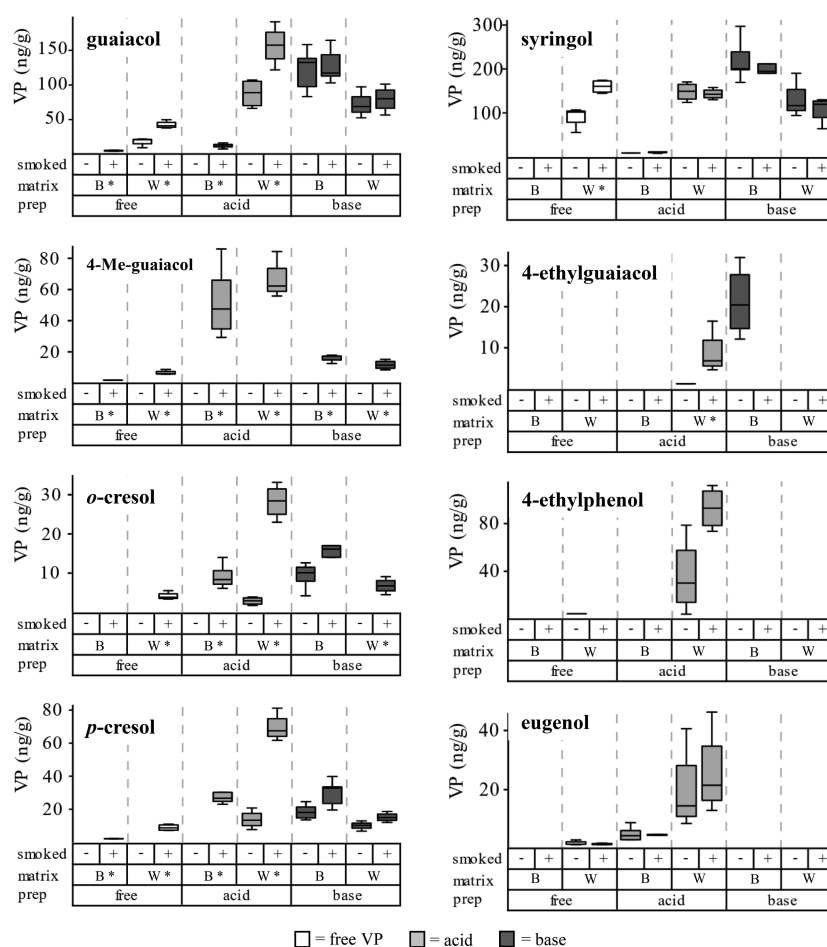 guaiacol
VP (ng/g)
150
100
50
smoked - + - + - + - + - + - +
matrix B * W * B * W * B W
prep free acid base
syringol
VP (ng/g)
300
200
100
smoked - + - + - + - + - + - +
matrix B W * B W B W
prep free acid base
4-Me-guaiacol
VP (ng/g)
80
60
40
20
smoked - + - + - + - + - + - +
matrix B * W * B * W * B * W *
prep free acid base
4-ethylguaiacol
VP (ng/g)
30
20
10
smoked - + - + - + - + - + - +
matrix B W B W * B W
prep free acid base
o-cresol
VP (ng/g)
30
20
10
smoked - + - + - + - + - + - +
matrix B W * B * W * B W *
prep free acid base
4-ethylphenol
VP (ng/g)
80
40
smoked - + - + - + - + - + - +
matrix B W B W B W
prep free acid base
p-cresol
VP (ng/g)
80
60
40
20
smoked - + - + - + - + - + - +
matrix B * W * B * W * B W
prep free acid base
eugenol
VP (ng/g)
40
20
smoked - + - + - + - + - + - +
matrix B W B W B W
prep free acid base
= free VP = acid = base